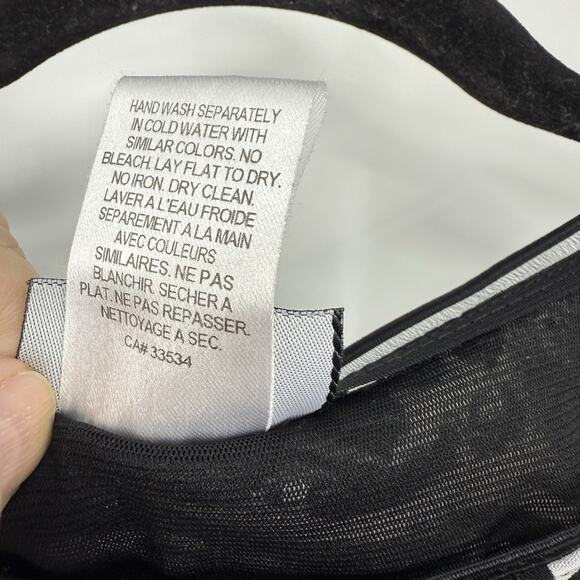 HAND WASH SEPARATELY
IN COLD WATER WITH
SIMILAR COLORS. NO
BLEACH. LAY FLAT TO DRY.
NO IRON. DRY CLEAN.
LAVER A L'EAU FROIDE
SEPAREMENT A LA MAIN
AVEC COULEURS
SIMILAIRES. NE PAS
BLANCHIR. SECHER A
PLAT. NE PAS REPASSER.
NETTOYAGE A SEC.
CA# 33534